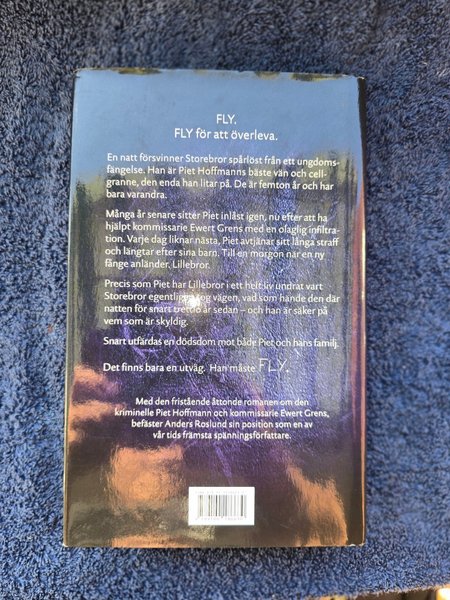 FLY.
FLY för att överleva.
En natt försvinner Storebror spårlöst från ett ungdoms-
fängelse. Han är Piet Hoffmanns bäste vän och cell-
granne, den enda han litar på. De är femton år och har
bara varandra.
Många år senare sitter Piet inlåst igen, nu efter att ha
hjälpt kommissarie Ewert Grens med en olaglig infiltra-
tion. Varje dag liknar nästa, Piet avtjänar sitt långa straff
och längtar efter sina barn. Till en morgon när en ny
fånge anländer. Lillebror.
Precis som Piet har Lillebror i ett helt liv undrat vart
Storebror egentligen tog vägen, vad som hände den där
natten för snart trettio år sedan – och han är säker på
vem som är skyldig.
Snart utfärdas en dödsdom mot både Piet och hans familj.
Det finns bara en utväg. Han måste FLY.
Med den fristående åttonde romanen om den
kriminelle Piet Hoffmann och kommissarie Ewert Grens,
befäster Anders Roslund sin position som en av
vår tids främsta spänningsförfattare.